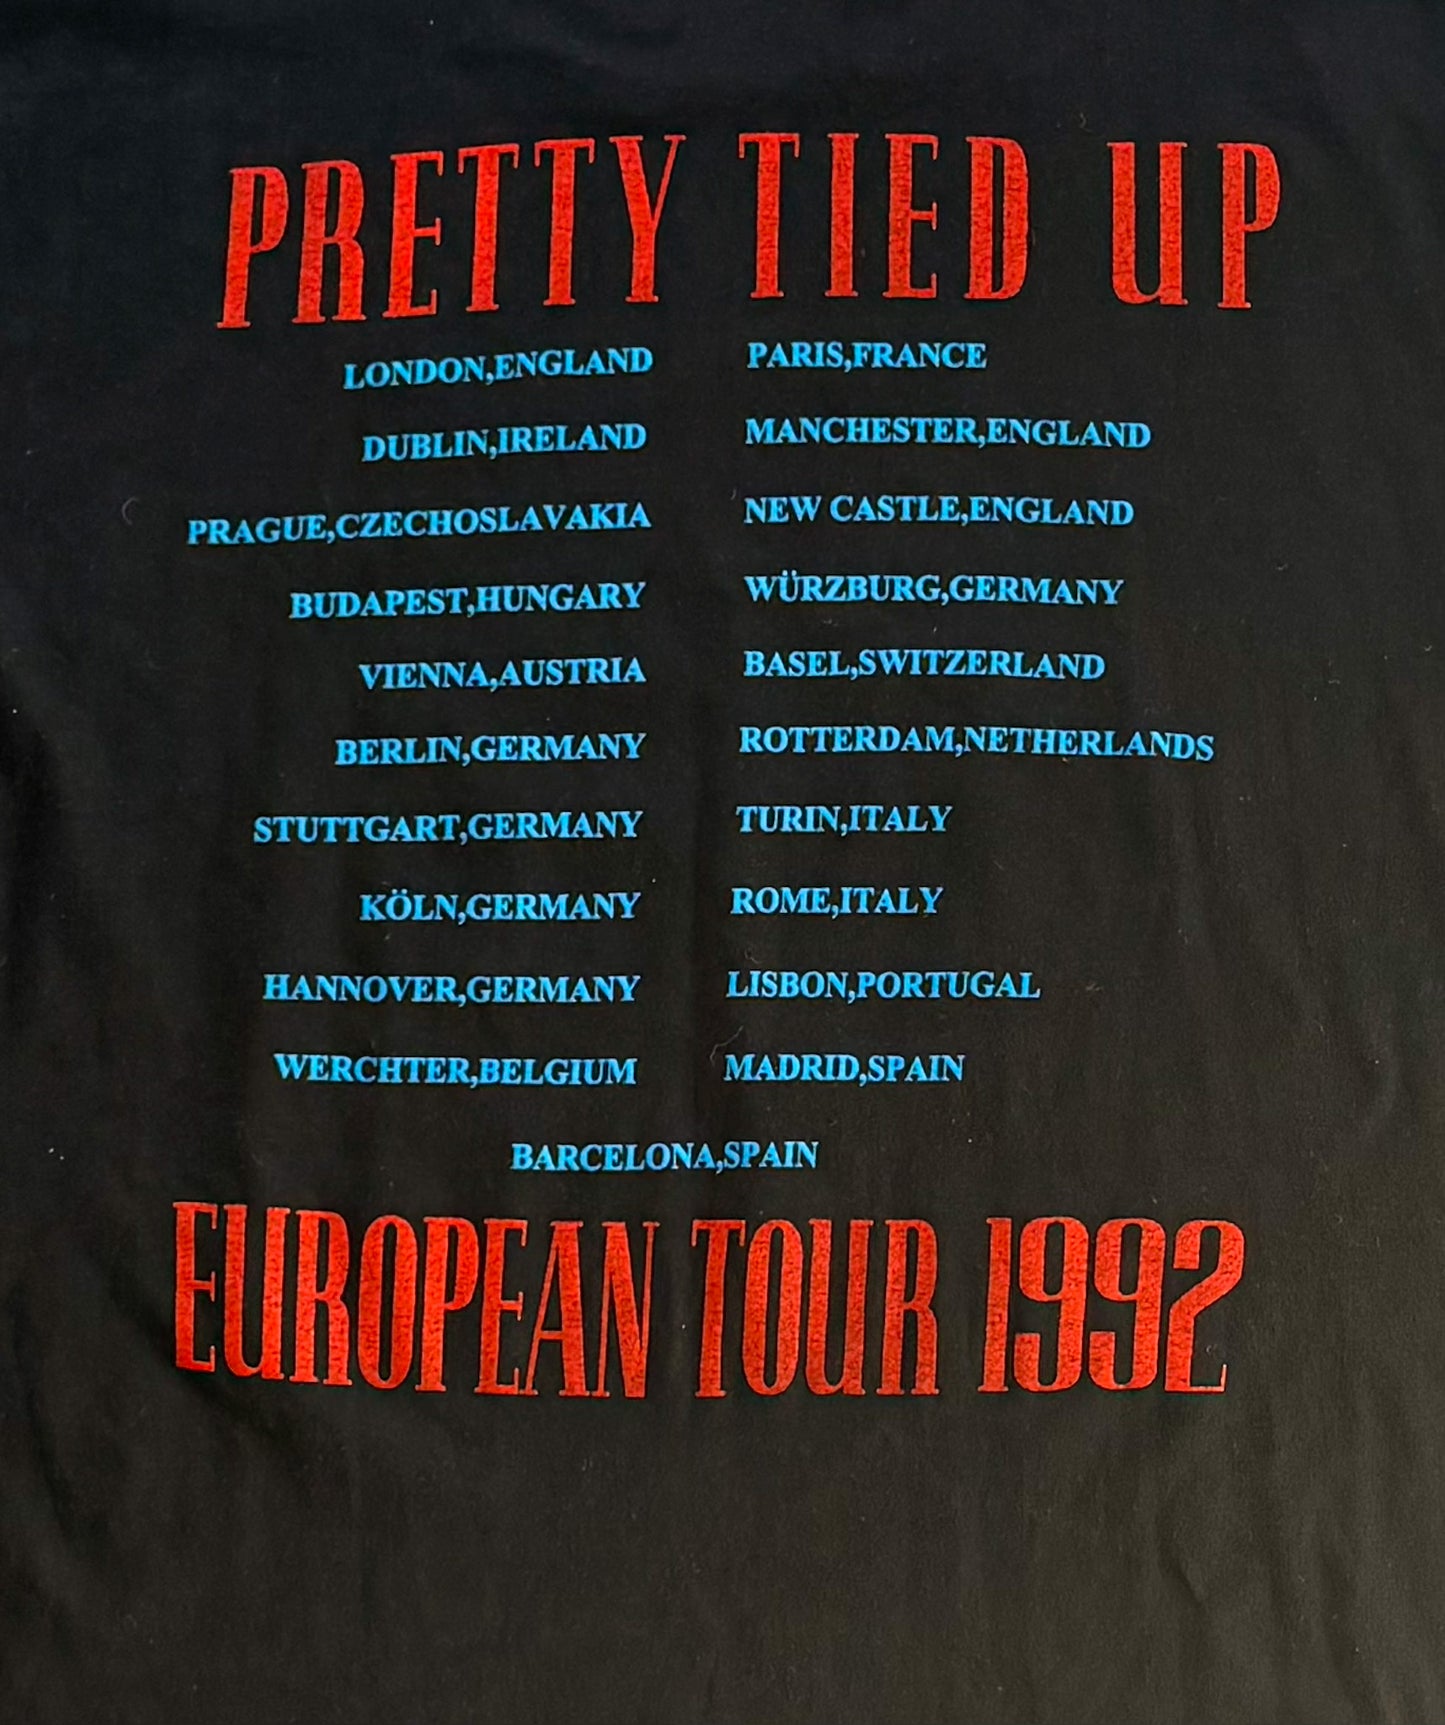 PRETTY TIED UP
LONDON,ENGLAND
DUBLIN,IRELAND
PRAGUE,CZECHOSLAVAKIA
BUDAPEST,HUNGARY
VIENNA,AUSTRIA
BERLIN,GERMANY
STUTTGART,GERMANY
KÖLN,GERMANY
HANNOVER,GERMANY
WERCHTER,BELGIUM
PARIS,FRANCE
MANCHESTER,ENGLAND
NEW CASTLE,ENGLAND
WÜRZBURG,GERMANY
BASEL,SWITZERLAND
ROTTERDAM,NETHERLANDS
TURIN,ITALY
ROME,ITALY
LISBON,PORTUGAL
MADRID,SPAIN
BARCELONA,SPAIN
EUROPEAN TOUR 1992